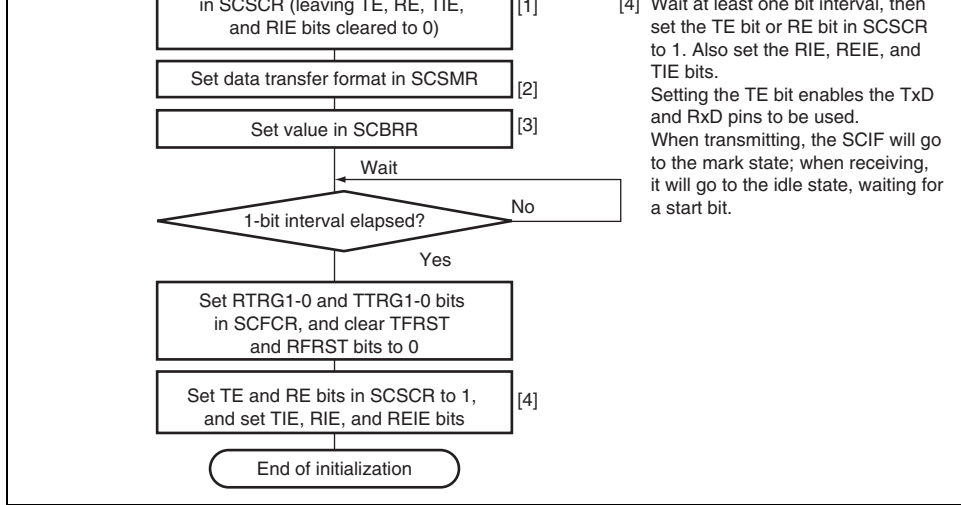 in SCSCR (leaving TE, RE, TIE,
and RIE bits cleared to 0)
[1]
Set data transfer format in SCSMR
[2]
Set value in SCBRR
[3]
Wait
1-bit interval elapsed?
No
Yes
Set RTRG1-0 and TTRG1-0 bits
in SCFCR, and clear TFRST
and RFRST bits to 0
Set TE and RE bits in SCSCR to 1,
and set TIE, RIE, and REIE bits
[4]
End of initialization
[4] Wait at least one bit interval, then
set the TE bit or RE bit in SCSCR
to 1. Also set the RIE, REIE, and
TIE bits.
Setting the TE bit enables the TxD
and RxD pins to be used.
When transmitting, the SCIF will go
to the mark state; when receiving,
it will go to the idle state, waiting for
a start bit.